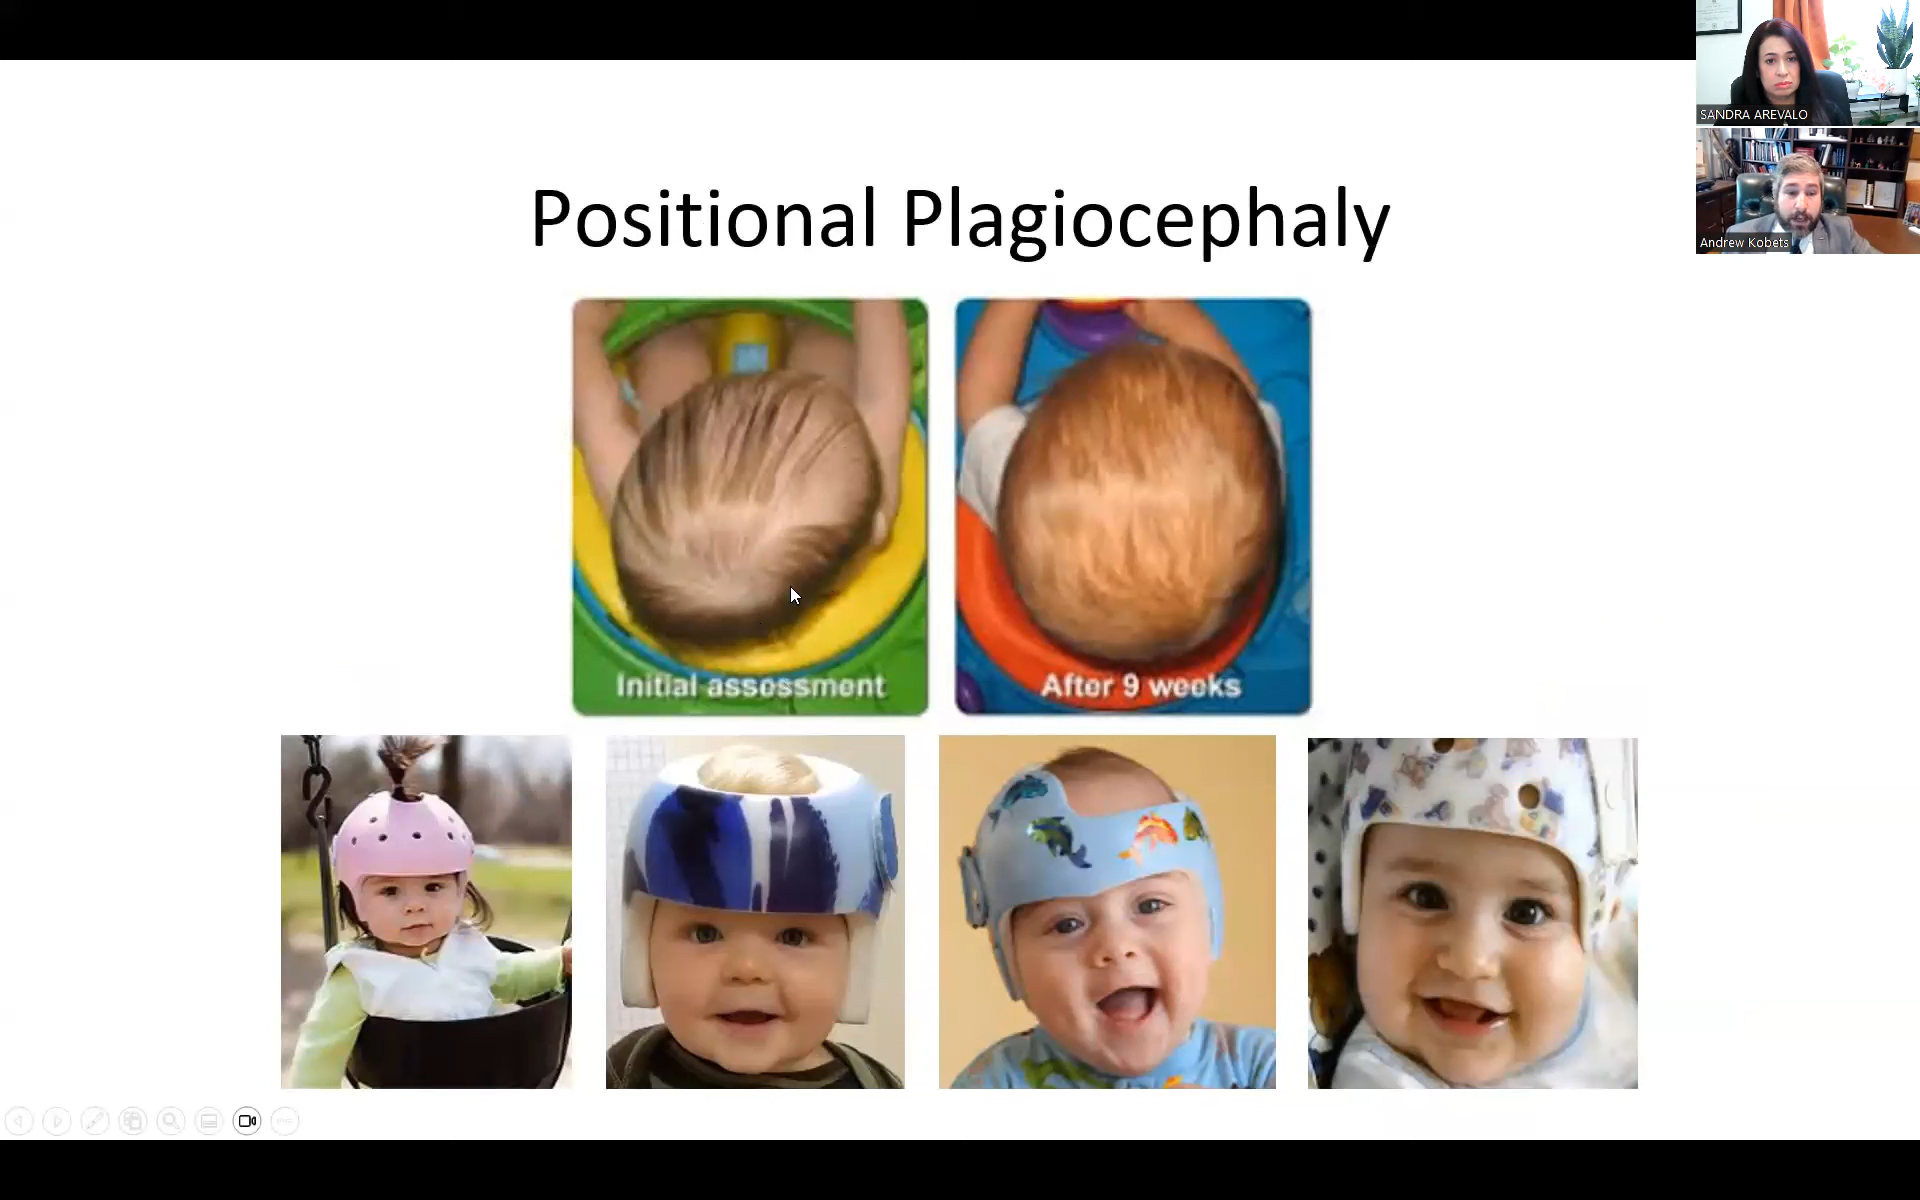 SANDRA AREVALO
Andrew Kobets
Positional Plagiocephaly
Initial assessment
After 9 weeks